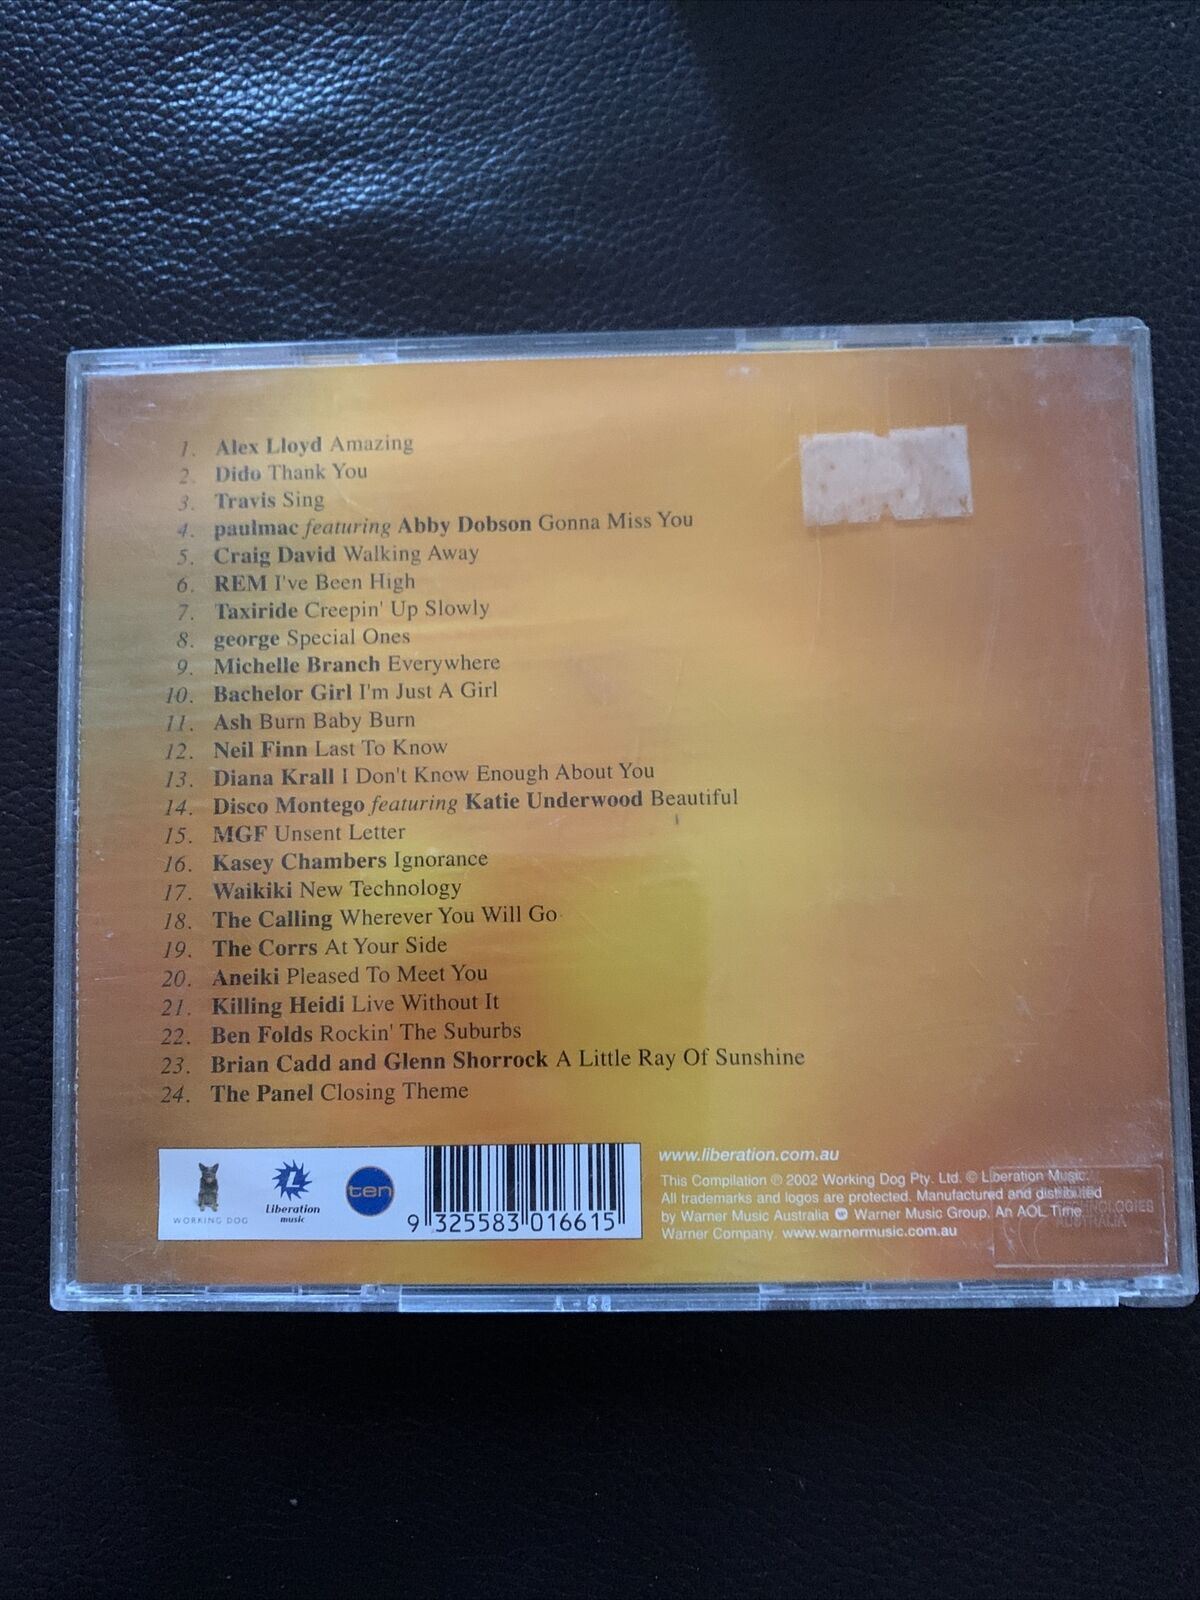 1. Alex Lloyd Amazing
2. Dido Thank You
3. Travis Sing
4. paulmac featuring Abby Dobson Gonna Miss You
5. Craig David Walking Away
6. REM I've Been High
7. Taxiride Creepin' Up Slowly
8. george Special Ones
9. Michelle Branch Everywhere
10. Bachelor Girl I'm Just A Girl
11. Ash Burn Baby Burn
12. Neil Finn Last To Know
13. Diana Krall I Don't Know Enough About You
14. Disco Montego featuring Katie Underwood Beautiful
15. MGF Unsent Letter
16. Kasey Chambers Ignorance
17. Waikiki New Technology
18. The Calling Wherever You Will Go
19. The Corrs At Your Side
20. Aneiki Pleased To Meet You
21. Killing Heidi Live Without It
22. Ben Folds Rockin' The Suburbs
23. Brian Cadd and Glenn Shorrock A Little Ray Of Sunshine
24. The Panel Closing Theme
WORKING DOG
L
Liberation
music
ten
9 325583 016615
www.liberation.com.au
This Compilation ℗ 2002 Working Dog Pty. Ltd. © Liberation Music.
All trademarks and logos are protected. Manufactured and distributed
by Warner Music Australia Warner Music Group. An AOL Time
Warner Company. www.warnermusic.com.au
AUSTRALIA